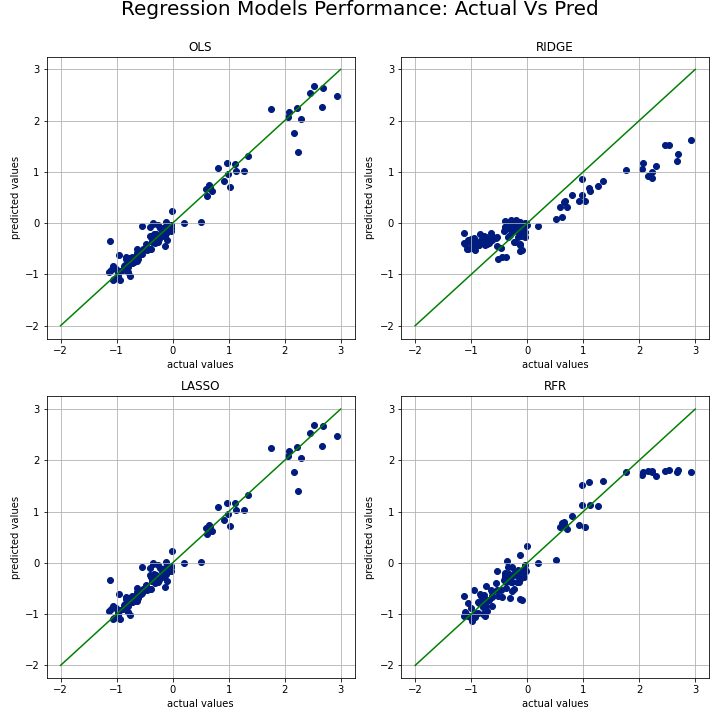 Regression Models Performance: Actual Vs Pred
OLS
predicted values
3
2
1
0
−1
−2
−2 −1 0 1 2 3
actual values
RIDGE
predicted values
3
2
1
0
−1
−2
−2 −1 0 1 2 3
actual values
LASSO
predicted values
3
2
1
0
−1
−2
−2 −1 0 1 2 3
actual values
RFR
predicted values
3
2
1
0
−1
−2
−2 −1 0 1 2 3
actual values